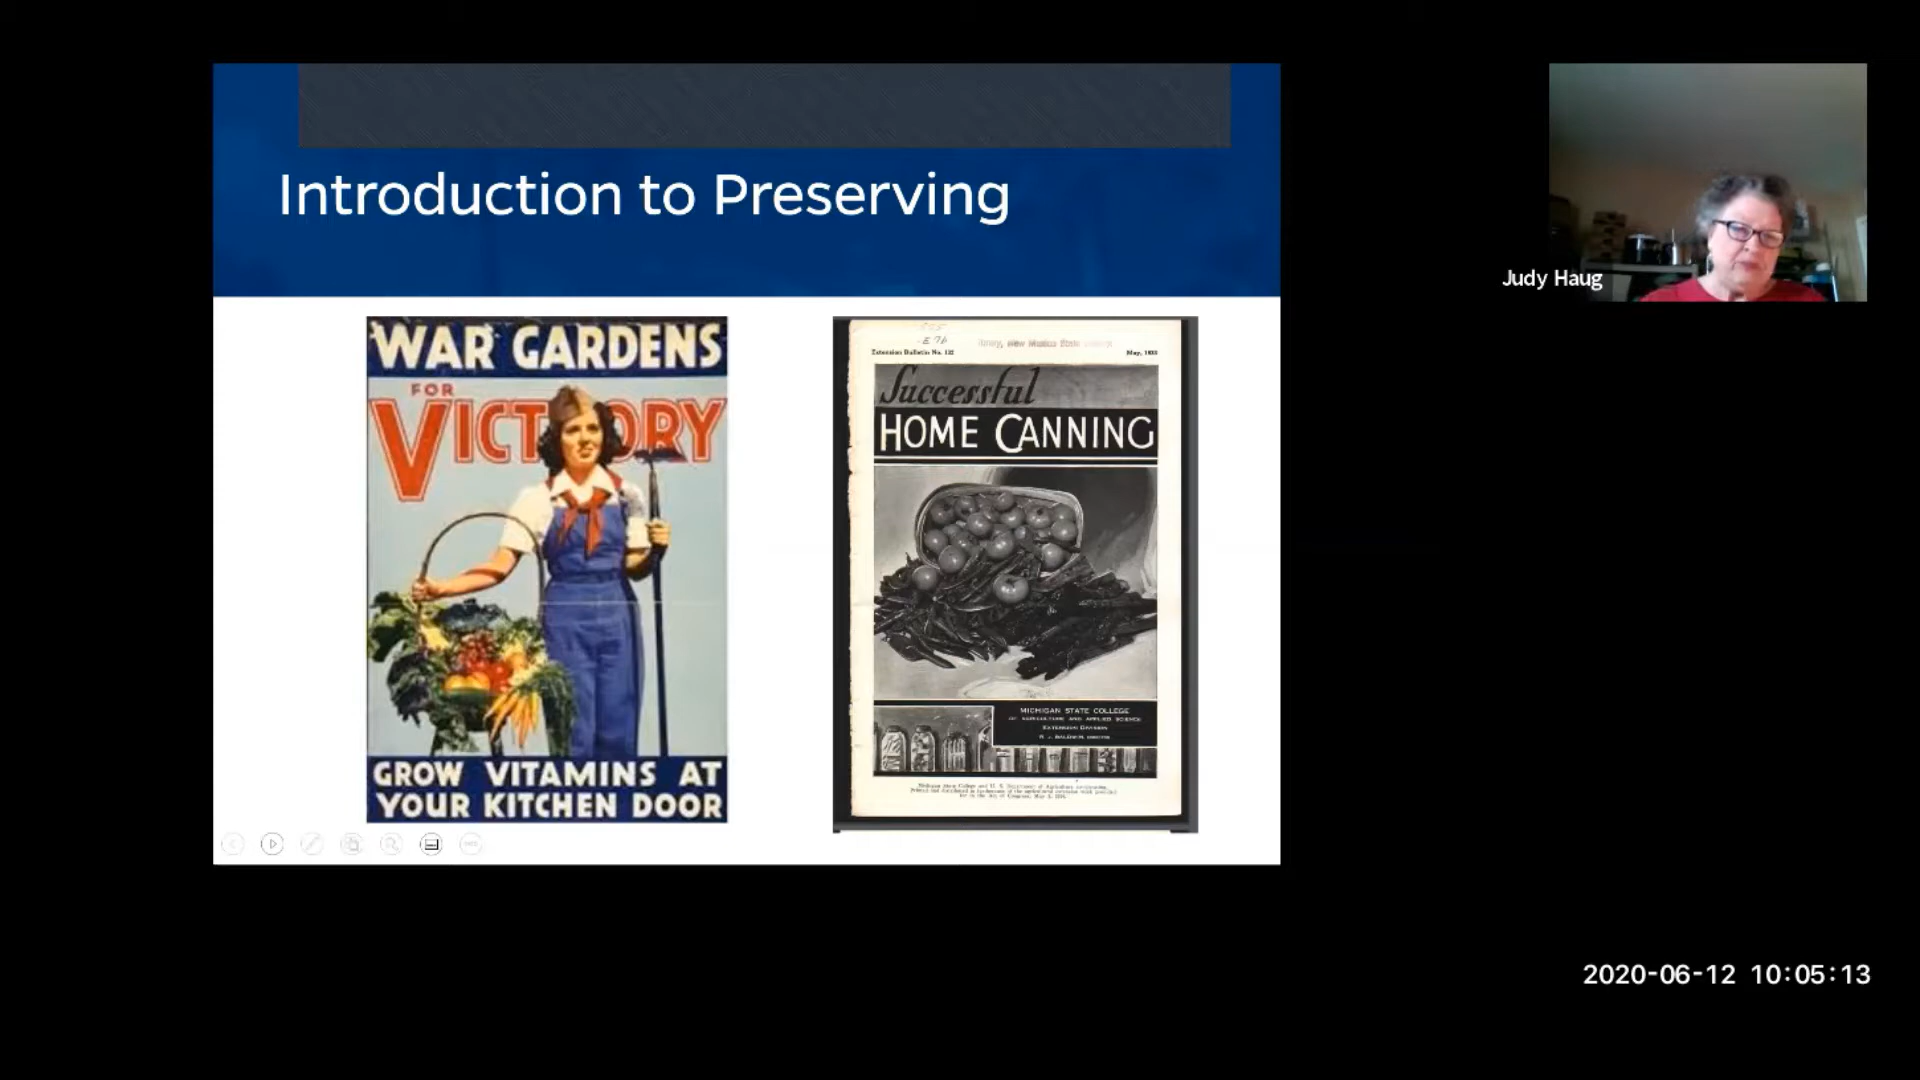 Introduction to Preserving
WAR GARDENS
FOR
VICTORY
GROW VITAMINS AT
YOUR KITCHEN DOOR
Extension Bulletin No. 132
May, 1933
Successful
HOME CANNING
MICHIGAN STATE COLLEGE
OF AGRICULTURE AND APPLIED SCIENCE
EXTENSION DIVISION
R. J. BALDWIN, DIRECTOR
Judy Haug
2020-06-12 10:05:13